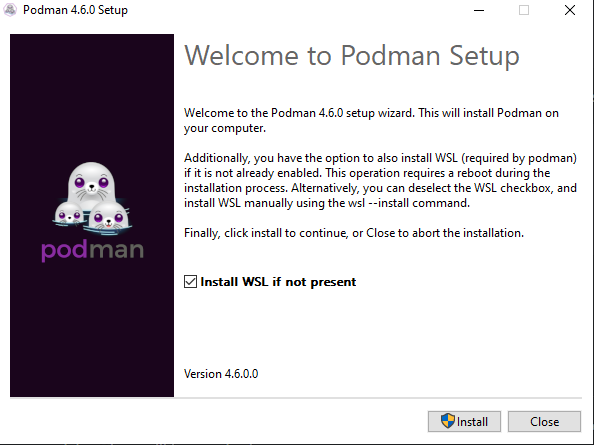 Podman 4.6.0 Setup
Welcome to Podman Setup
Welcome to the Podman 4.6.0 setup wizard. This will install Podman on
your computer.
Additionally, you have the option to also install WSL (required by podman)
if it is not already enabled. This operation requires a reboot during the
installation process. Alternatively, you can deselect the WSL checkbox, and
install WSL manually using the wsl --install command.
Finally, click install to continue, or Close to abort the installation.
podman
Install WSL if not present
Version 4.6.0.0
Install
Close